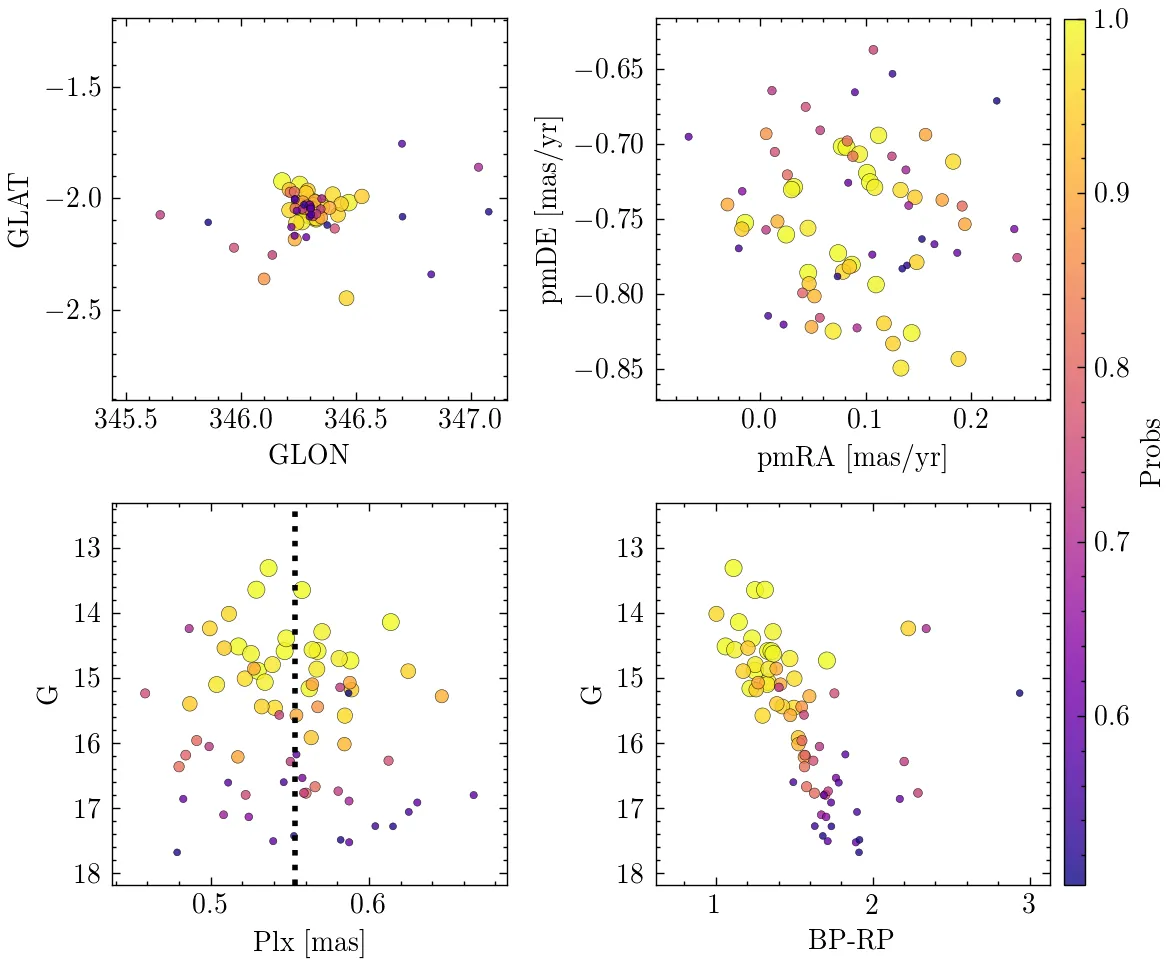 −1.5
−2.0
−2.5
GLAT
345.5 346.0 346.5 347.0
GLON
−0.65
−0.70
−0.75
−0.80
−0.85
pmDE [mas/yr]
0.0 0.1 0.2
pmRA [mas/yr]
13
14
15
16
17
18
G
0.5 0.6
Plx [mas]
13
14
15
16
17
18
G
1 2 3
BP-RP
1.0
0.9
0.8
0.7
0.6
Probs